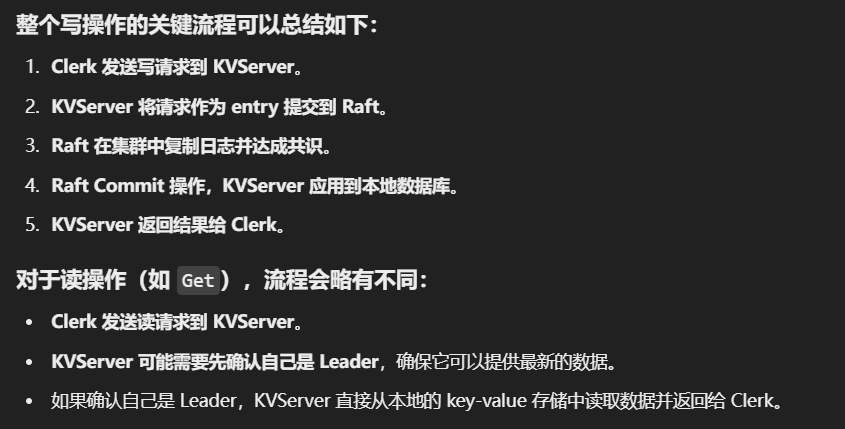 整个写操作的关键流程可以总结如下：
1. Clerk 发送写请求到 KVServer。
2. KVServer 将请求作为 entry 提交到 Raft。
3. Raft 在集群中复制日志并达成共识。
4. Raft Commit 操作，KVServer 应用到本地数据库。
5. KVServer 返回结果给 Clerk。
对于读操作（如 Get），流程会略有不同：
• Clerk 发送读请求到 KVServer。
• KVServer 可能需要先确认自己是 Leader，确保它可以提供最新的数据。
• 如果确认自己是 Leader，KVServer 直接从本地的 key-value 存储中读取数据并返回给 Clerk。